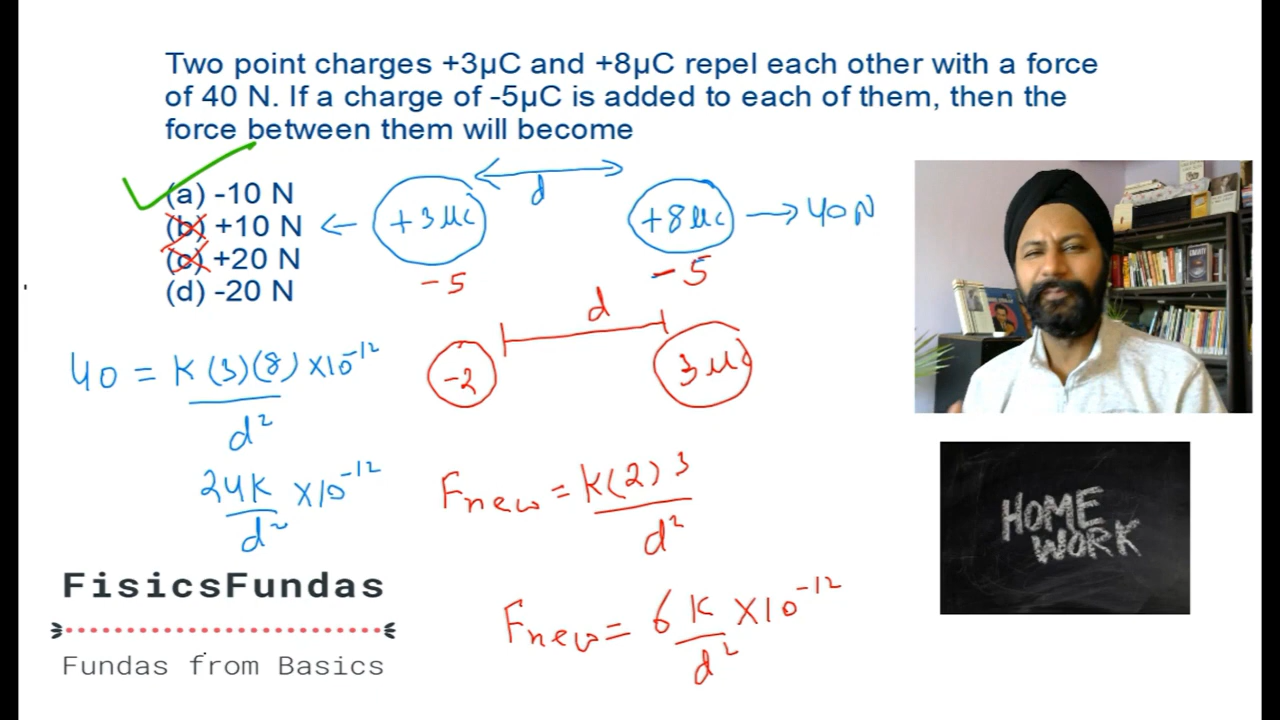 Two point charges +3μC and +8μC repel each other with a force
of 40 N. If a charge of -5μC is added to each of them, then the
force between them will become
(a) -10 N
(b) +10 N
(c) +20 N
(d) -20 N
d
+3μc
+8μc
40N
-5
-5
d
-2
3μc
40 = K(3)(8)×10⁻¹²
d²
24K ×10⁻¹²
d²
Fnew = K(2)3
d²
Fnew = 6K ×10⁻¹²
d²
HOME
WORK
FisicsFundas
Fundas from Basics